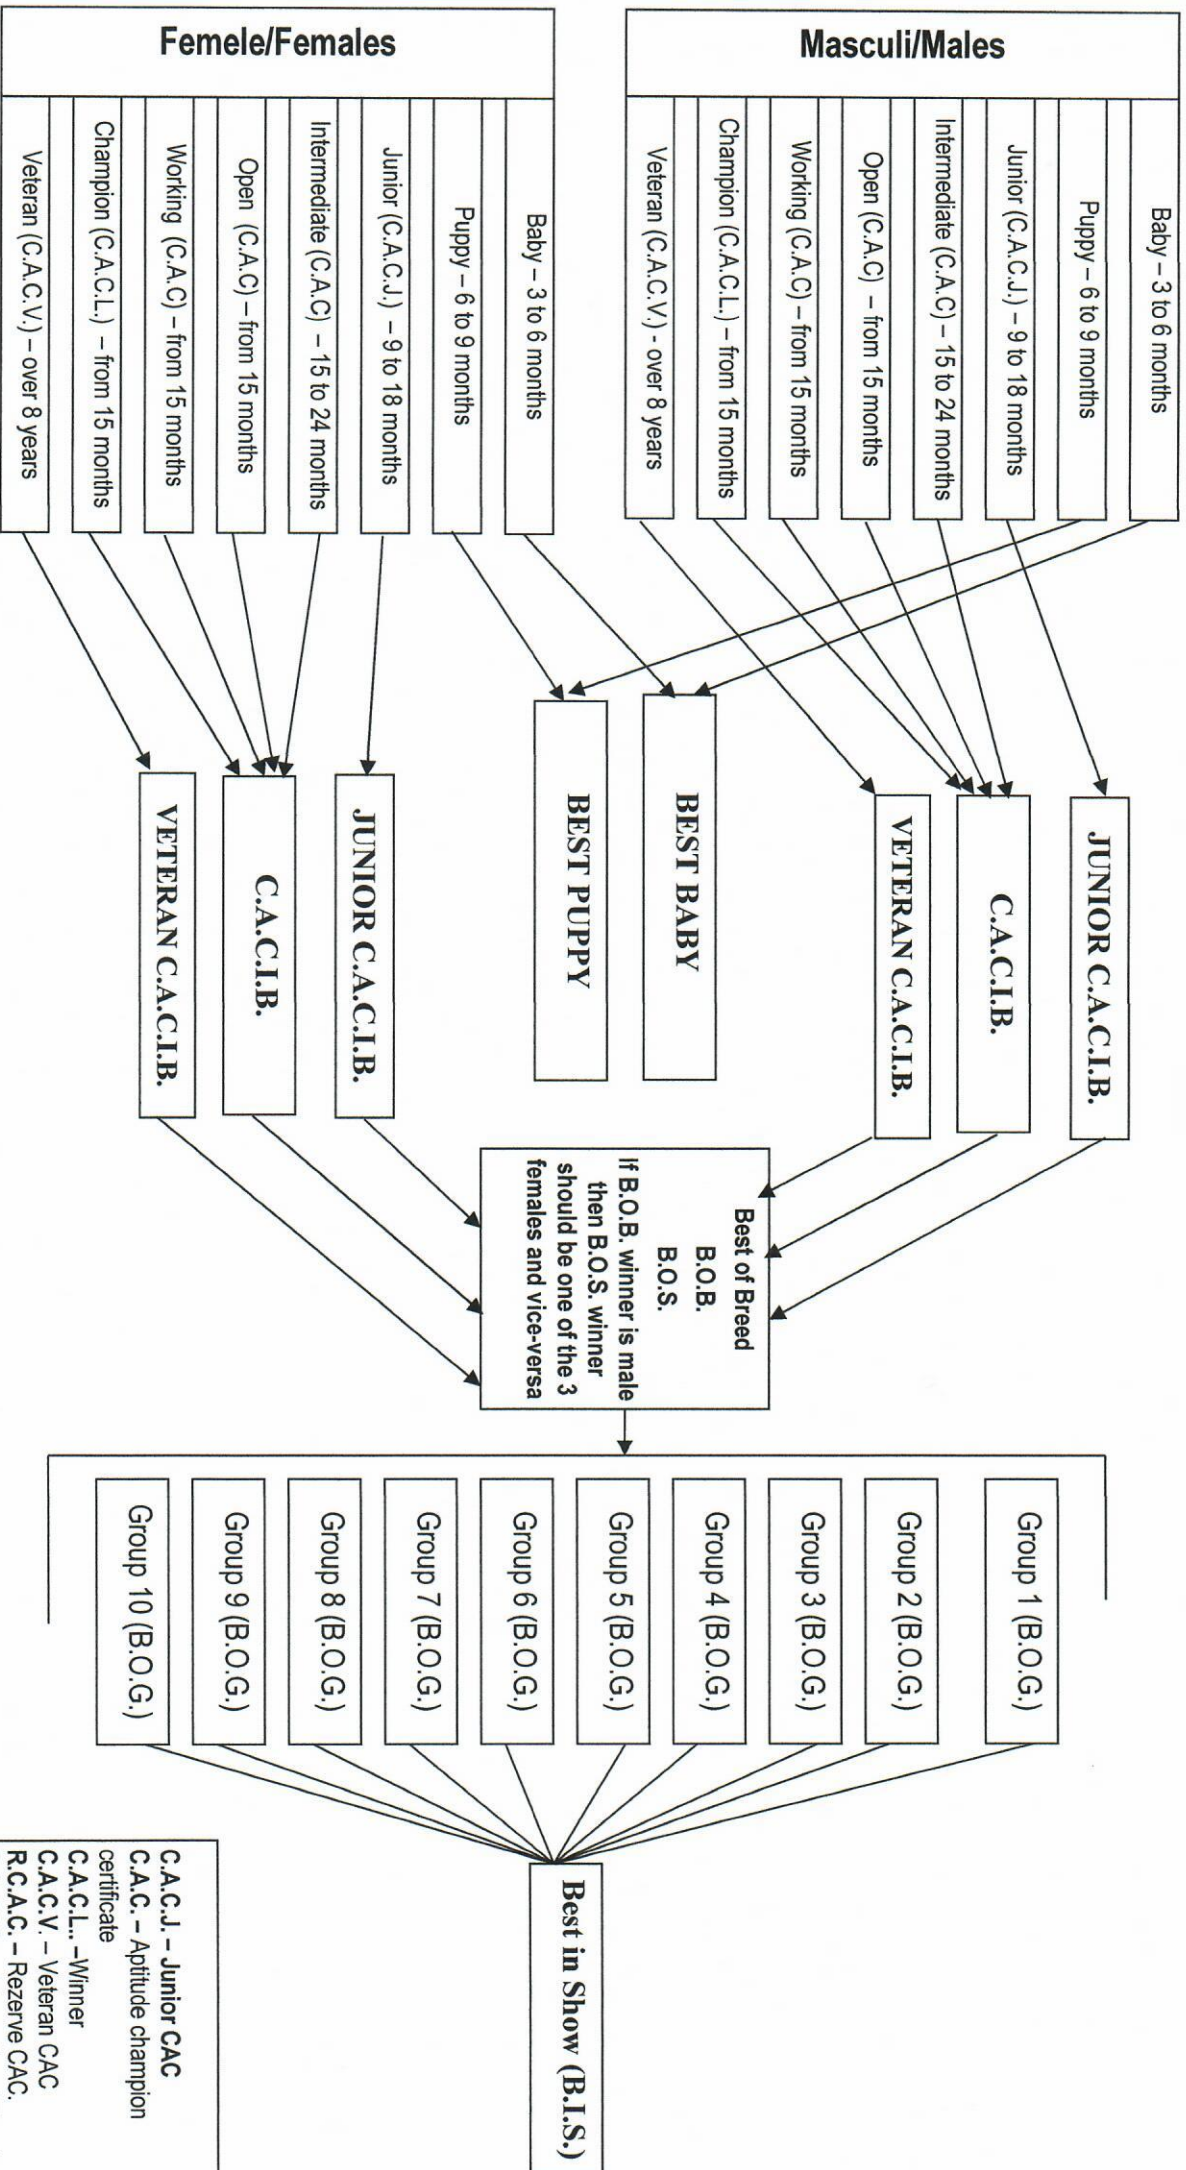 Masculi/Males
Baby – 3 to 6 months
Puppy – 6 to 9 months
Junior (C.A.C.J.) – 9 to 18 months
Intermediate (C.A.C) – 15 to 24 months
Open (C.A.C) – from 15 months
Working (C.A.C) – from 15 months
Champion (C.A.C.L.) – from 15 months
Veteran (C.A.C.V.) - over 8 years
Femele/Females
Baby – 3 to 6 months
Puppy – 6 to 9 months
Junior (C.A.C.J.) – 9 to 18 months
Intermediate (C.A.C) – 15 to 24 months
Open (C.A.C) – from 15 months
Working (C.A.C) – from 15 months
Champion (C.A.C.L.) – from 15 months
Veteran (C.A.C.V.) – over 8 years
JUNIOR C.A.C.I.B.
C.A.C.I.B.
VETERAN C.A.C.I.B.
BEST BABY
BEST PUPPY
JUNIOR C.A.C.I.B.
C.A.C.I.B.
VETERAN C.A.C.I.B.
Best of Breed
B.O.B.
B.O.S.
If B.O.B. winner is male
then B.O.S. winner
should be one of the 3
females and vice-versa
Group 1 (B.O.G.)
Group 2 (B.O.G.)
Group 3 (B.O.G.)
Group 4 (B.O.G.)
Group 5 (B.O.G.)
Group 6 (B.O.G.)
Group 7 (B.O.G.)
Group 8 (B.O.G.)
Group 9 (B.O.G.)
Group 10 (B.O.G.)
Best in Show (B.I.S.)
C.A.C.J. – Junior CAC
C.A.C. – Aptitude champion
certificate
C.A.C.L.. –Winner
C.A.C.V. – Veteran CAC
R.C.A.C. – Rezerve CAC.